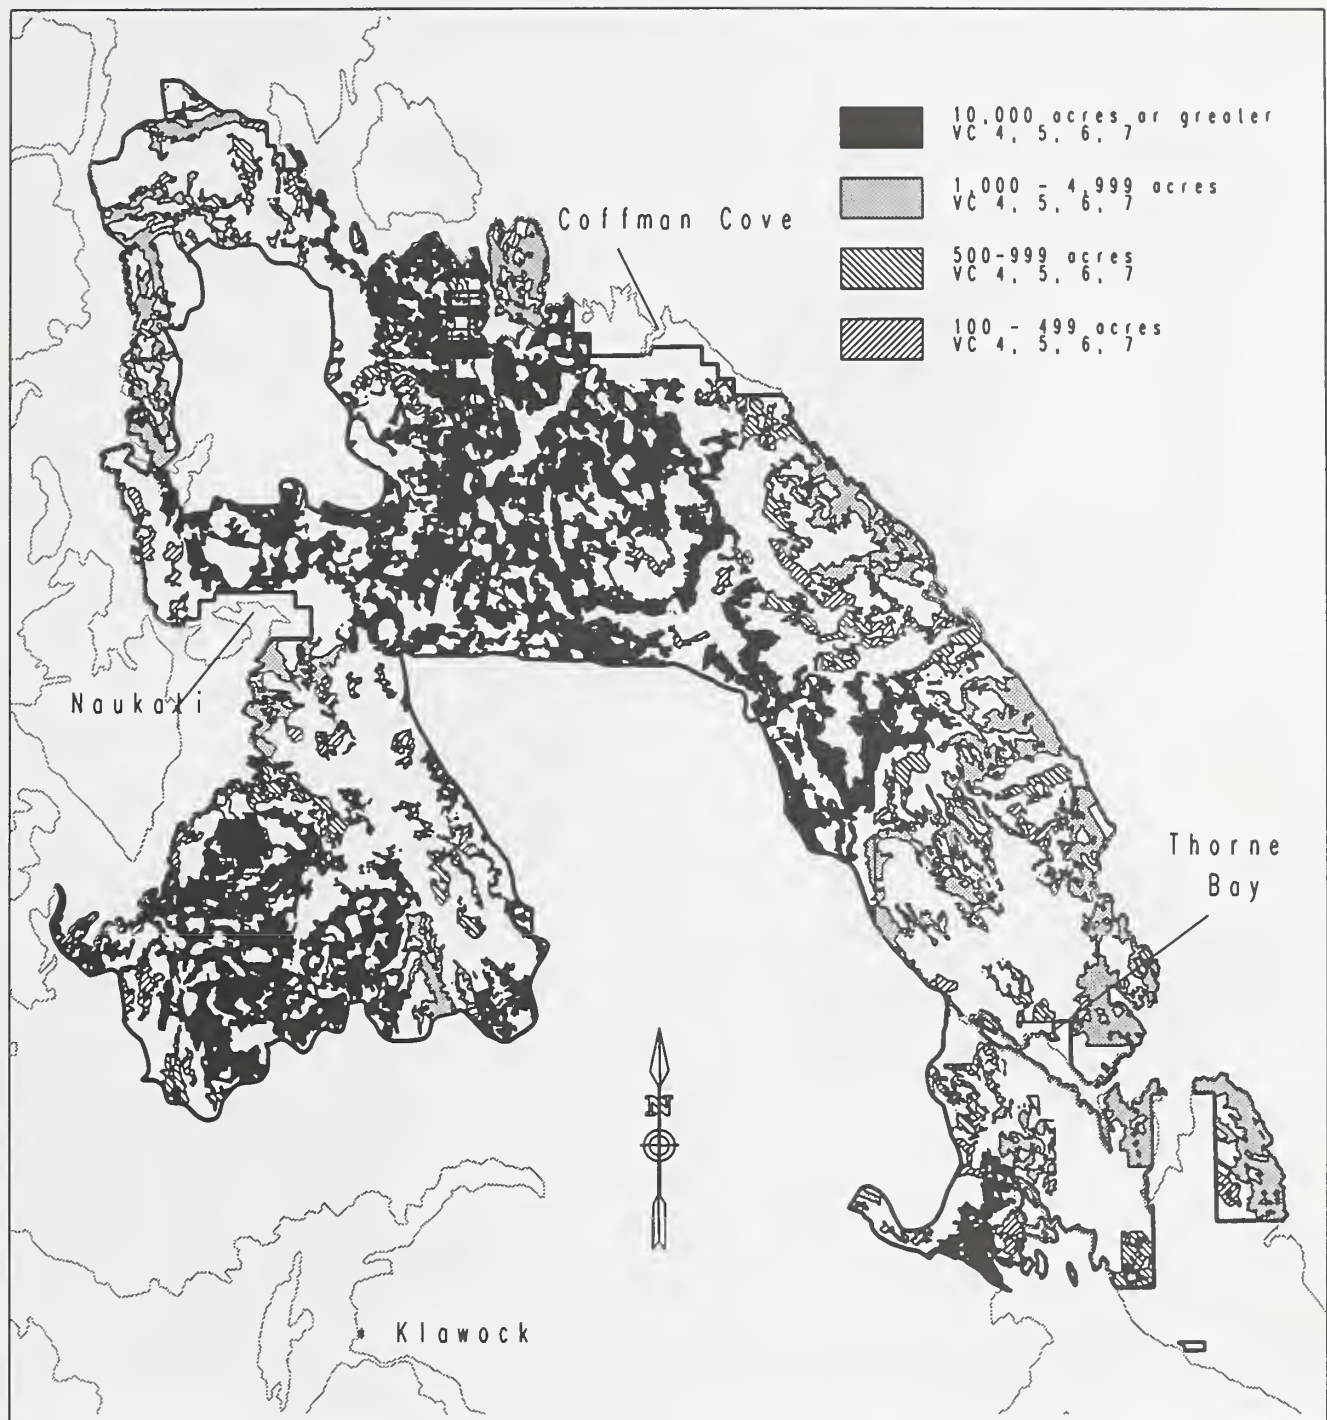 10,000 acres or greater
VC 4, 5, 6, 7
1,000 - 4,999 acres
VC 4, 5, 6, 7
500-999 acres
VC 4, 5, 6, 7
100 - 499 acres
VC 4, 5, 6, 7
Coffman Cove
Naukati
Thorne
Bay
N
* Klawock